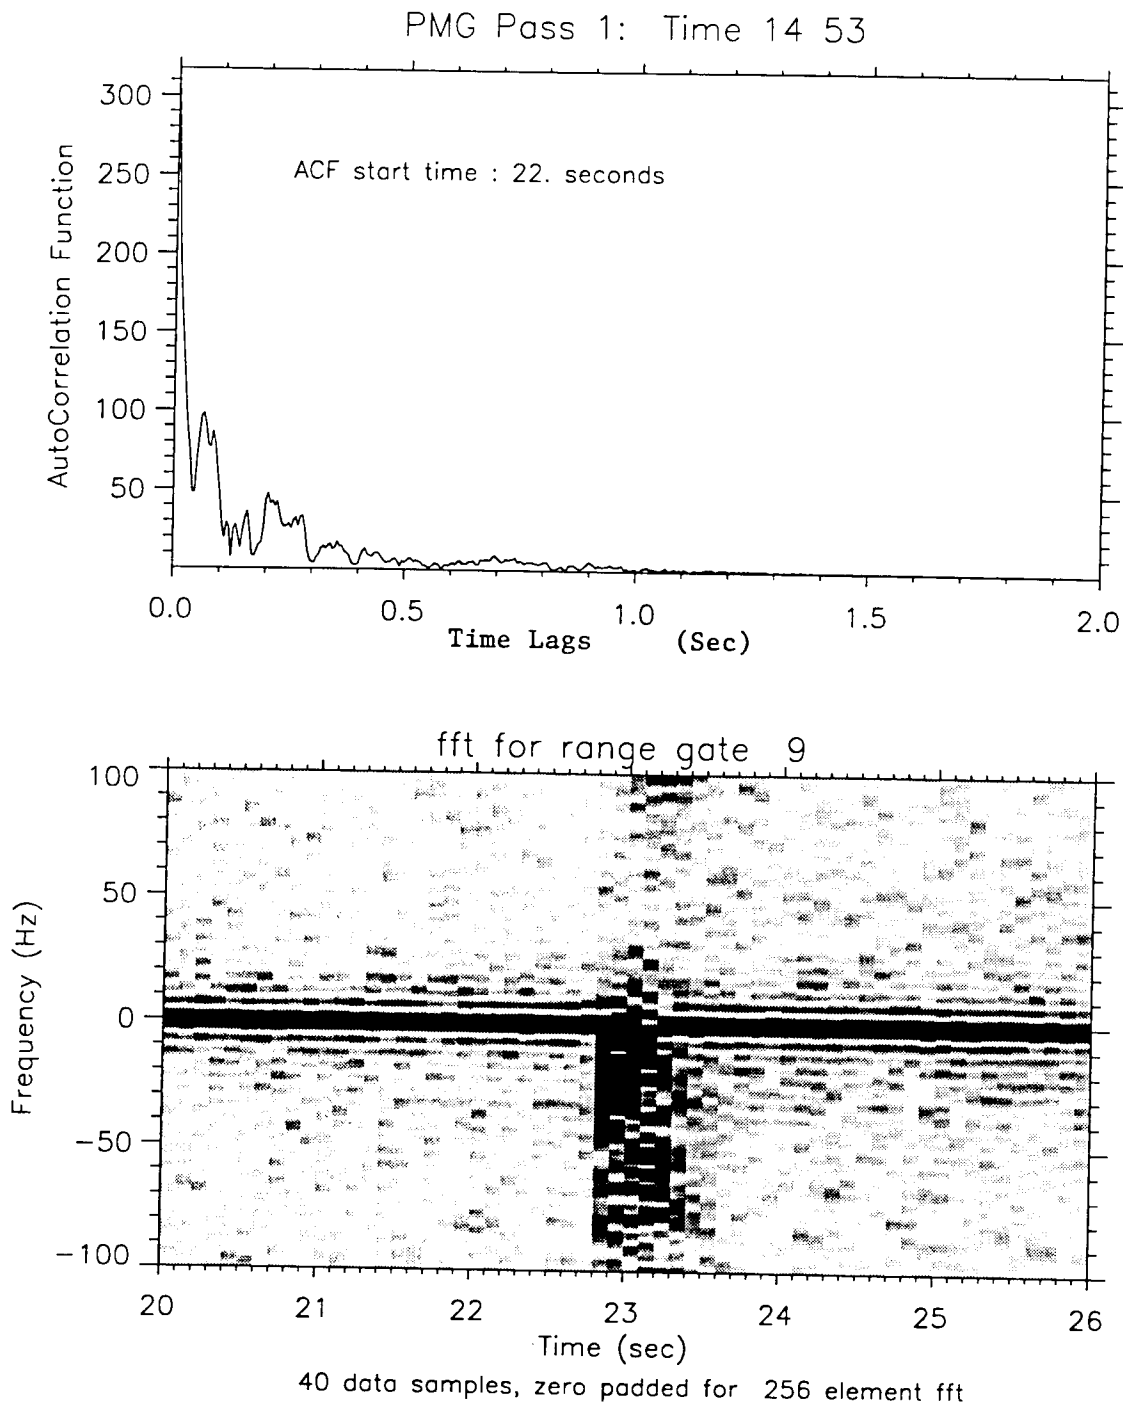 PMG Pass 1: Time 14 53
300
250
200
150
100
50
AutoCorrelation Function
ACF start time : 22. seconds
0.0 0.5 1.0 1.5 2.0
Time Lags (Sec)
fft for range gate 9
100
50
0
-50
-100
Frequency (Hz)
20 21 22 23 24 25 26
Time (sec)
40 data samples, zero padded for 256 element fft